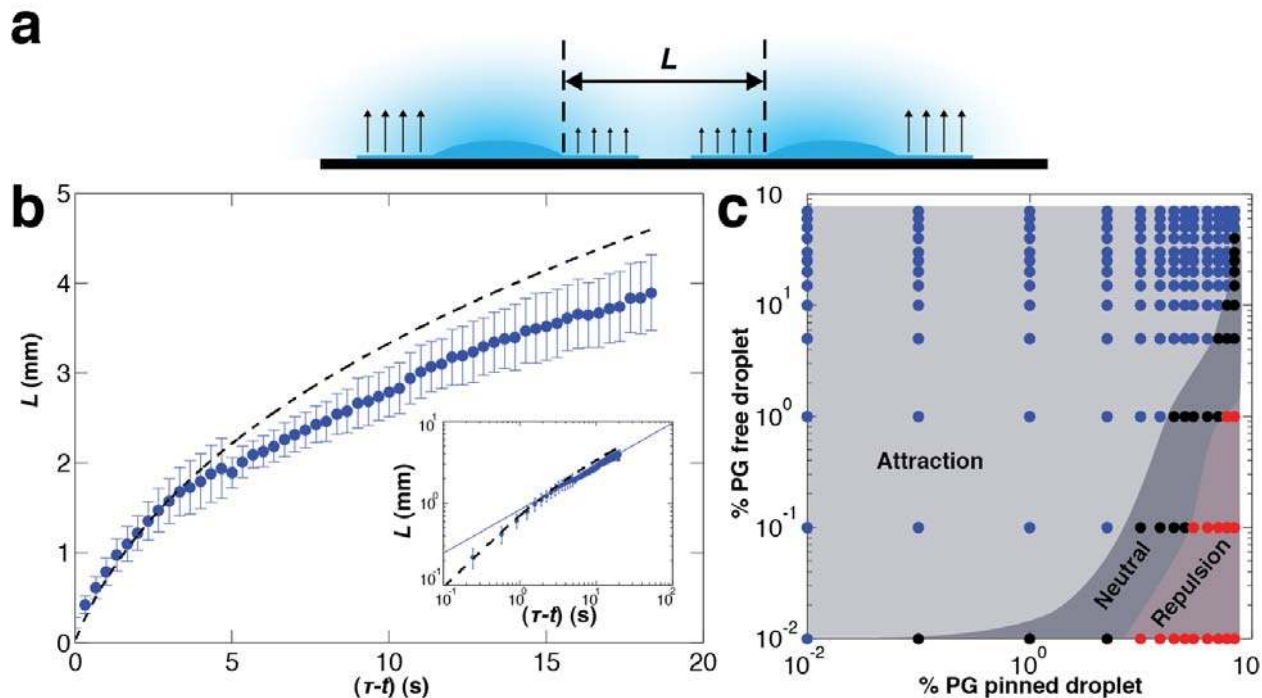 a
L
b
5
4
3
2
1
0
L (mm)
0
5
10
15
20
(τ-t) (s)
10¹
10⁰
10⁻¹
L (mm)
10⁻¹
10⁰
10¹
10²
(τ-t) (s)
c
10
10¹
10⁰
10⁻¹
10⁻²
% PG free droplet
Attraction
Neutral
Repulsion
10⁻²
10⁰
10
% PG pinned droplet